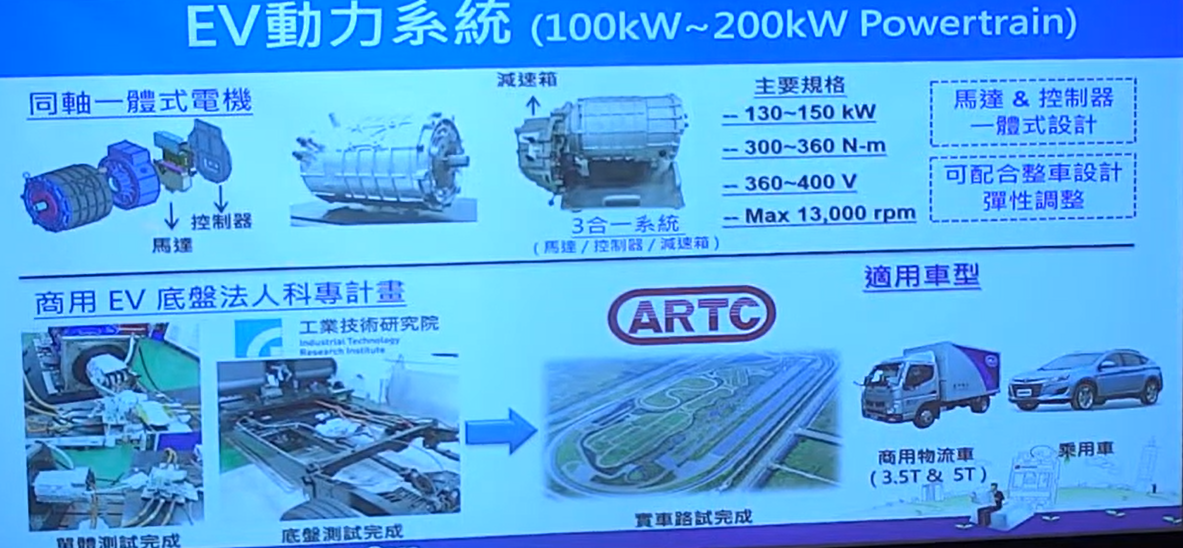 EV動力系統 (100kW~200kW Powertrain)
同軸一體式電機
控制器
馬達
減速箱
3合一系統
(馬達/控制器/減速箱)
主要規格
-- 130~150 kW
-- 300~360 N-m
-- 360~400 V
-- Max 13,000 rpm
馬達 & 控制器
一體式設計
可配合整車設計
彈性調整
商用 EV 底盤法人科專計畫
工業技術研究院
Industrial Technology
Research Institute
單體測試完成
底盤測試完成
ARTC
實車路試完成
適用車型
商用物流車
(3.5T & 5T)
乘用車